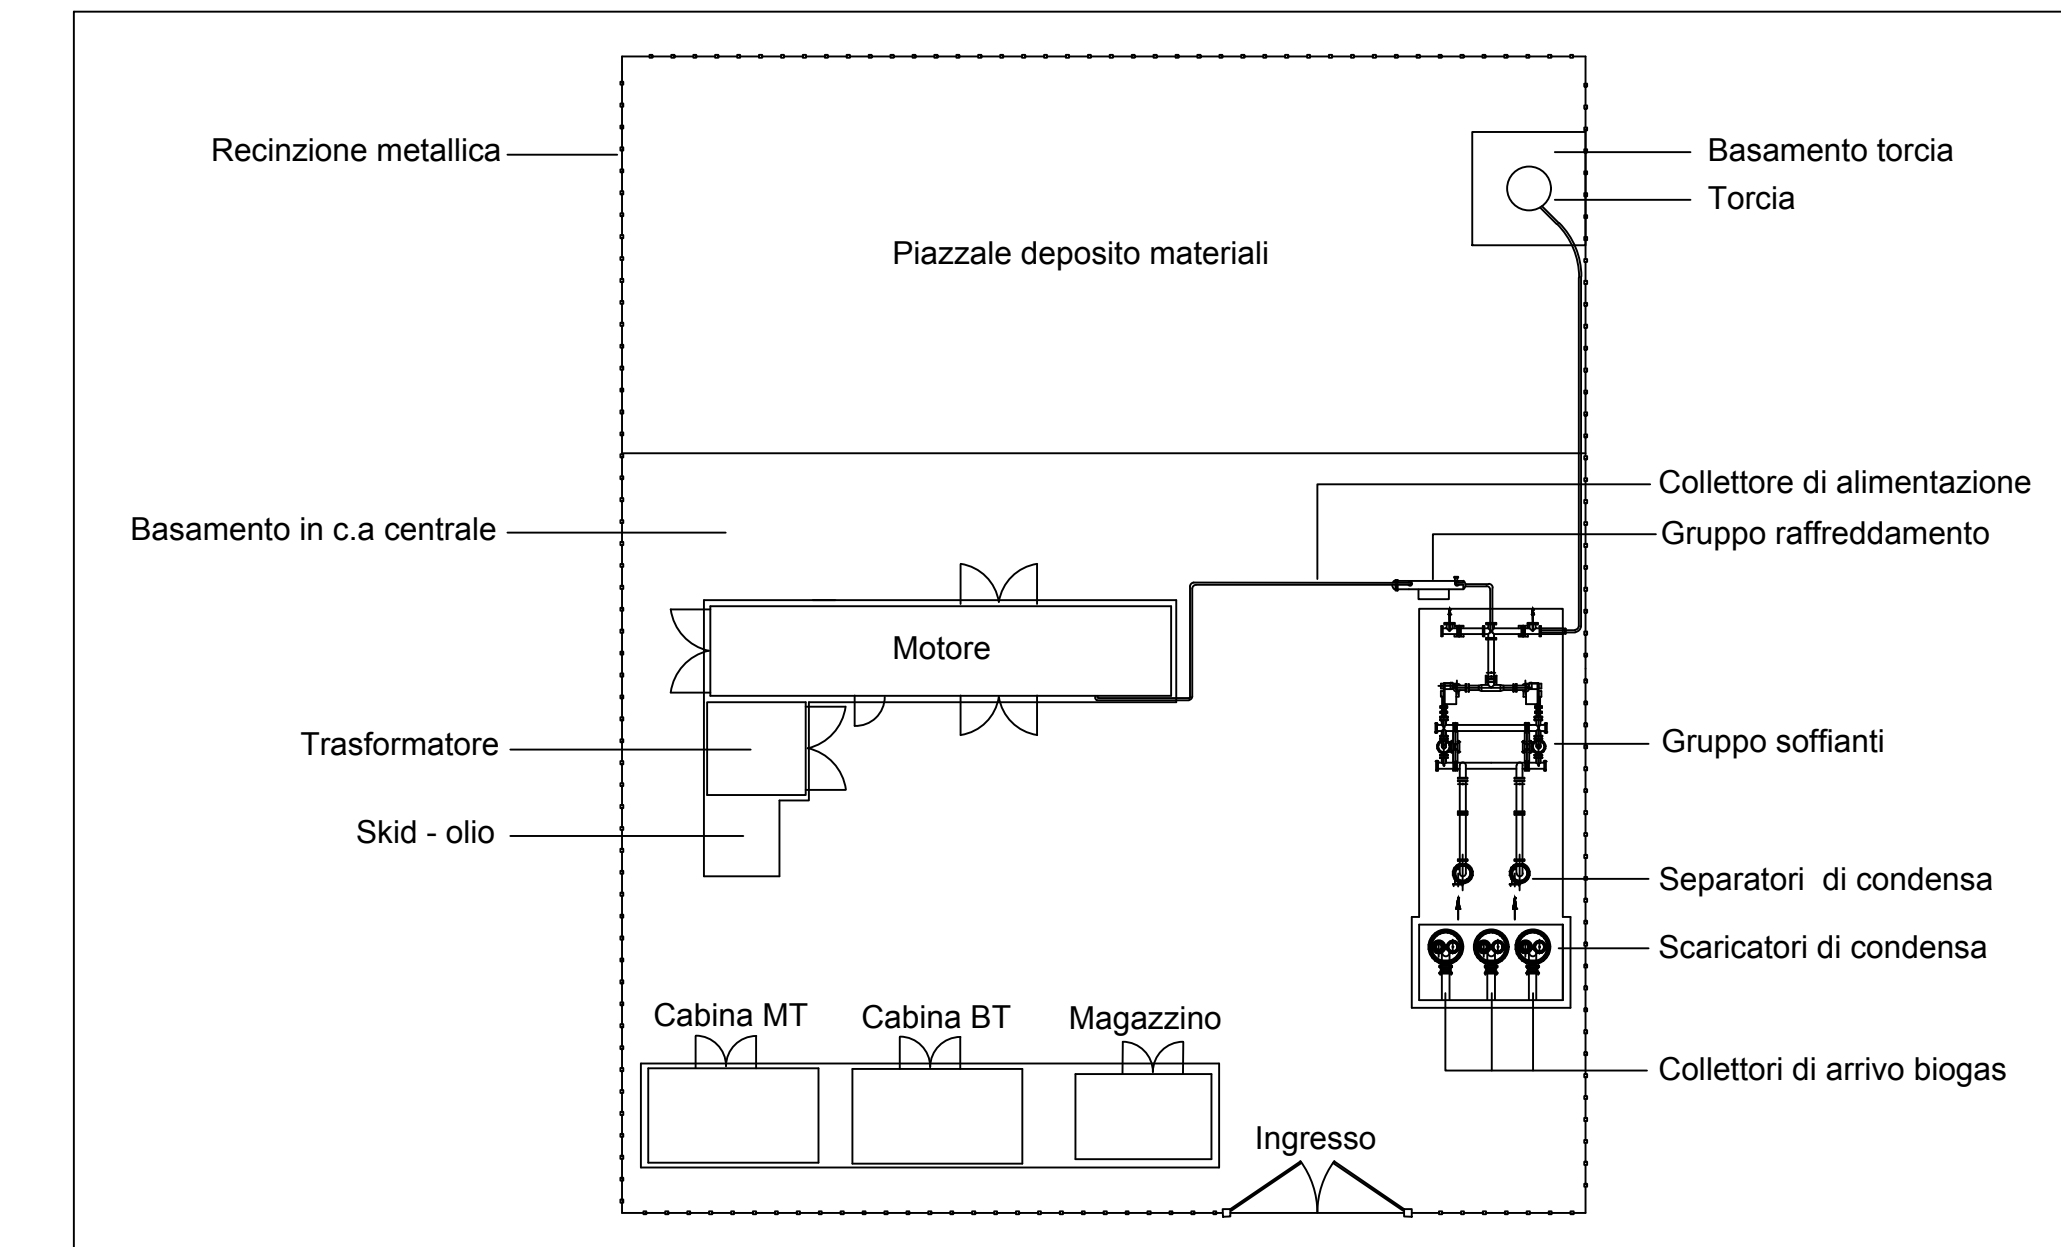 Recinzione metallica
Basamento torcia
Torcia
Piazzale deposito materiali
Collettore di alimentazione
Basamento in c.a centrale
Gruppo raffreddamento
Motore
Trasformatore
Gruppo soffianti
Skid - olio
Separatori  di condensa
Scaricatori di condensa
Cabina MT
Cabina BT
Magazzino
Collettori di arrivo biogas
Ingresso